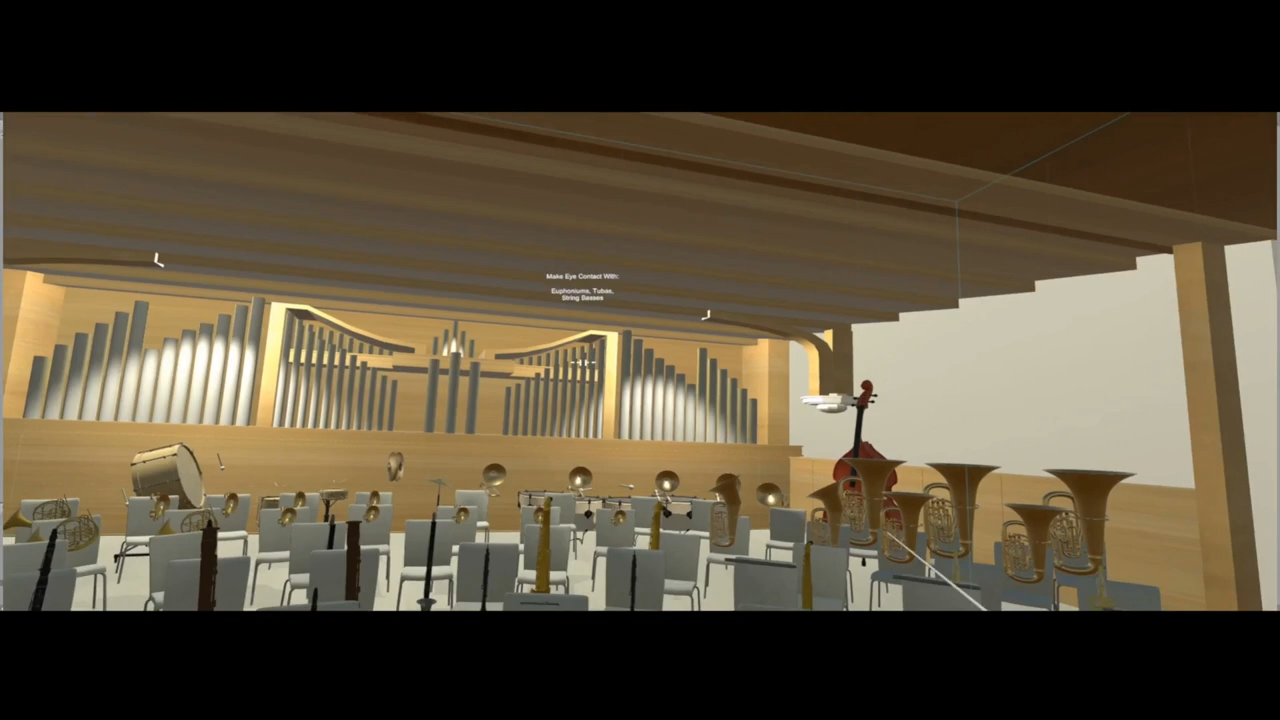 Make Eye Contact With:
Euphoniums, Tubas,
String Basses